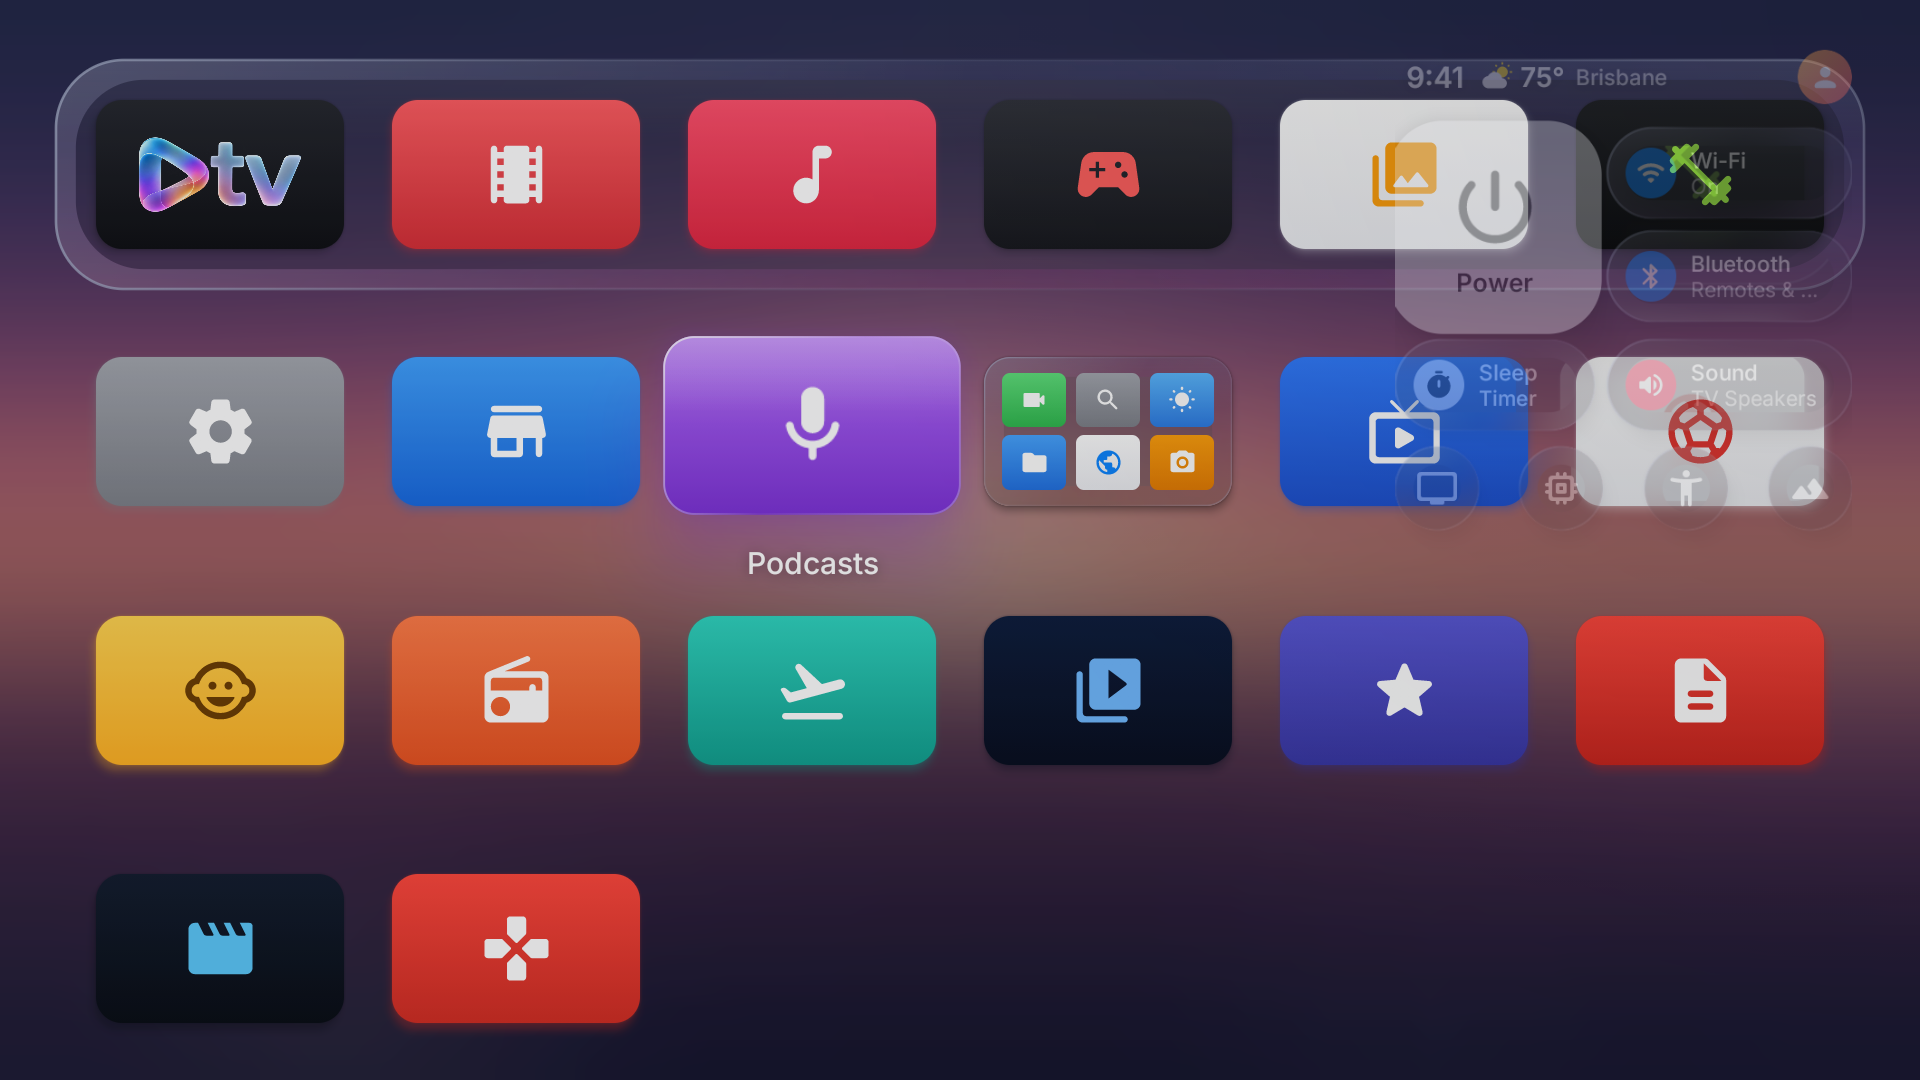 9:41 75° Brisbane
tv
Wi-Fi
Power
Bluetooth
Remotes & ...
Sleep
Timer
Sound
TV Speakers
Podcasts